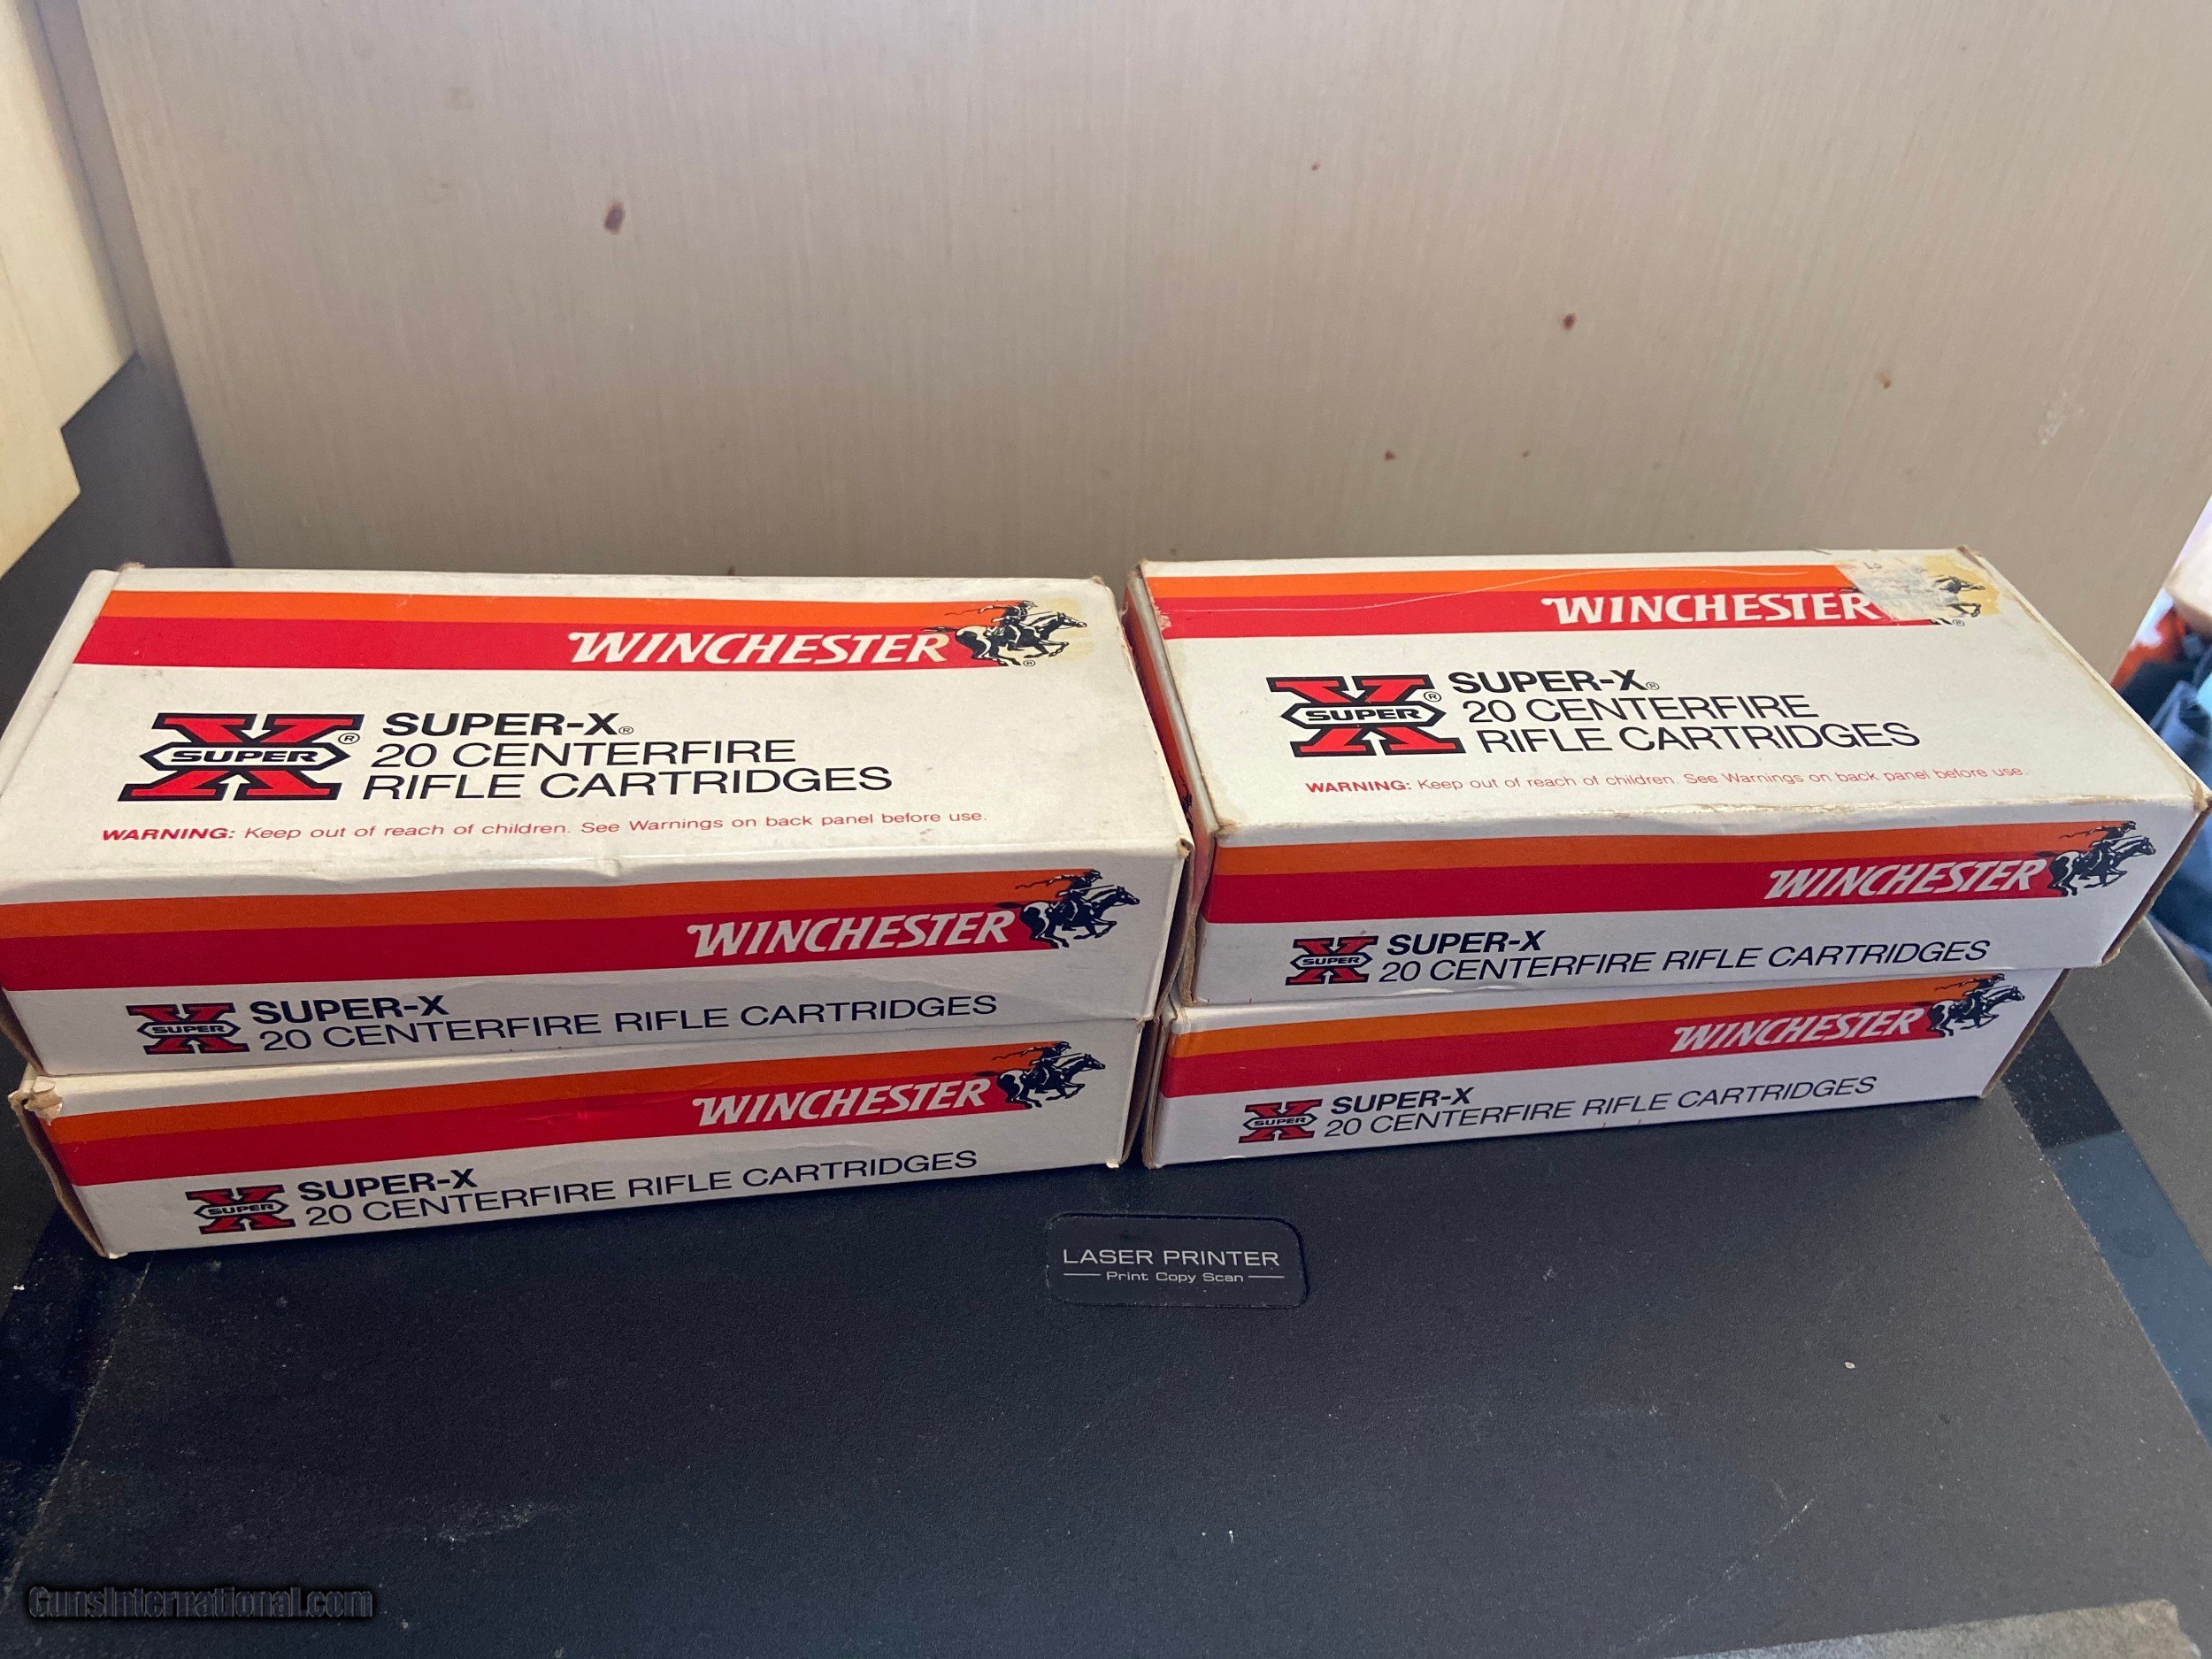 WINCHESTER®
SUPER X®
SUPER-X®
20 CENTERFIRE
RIFLE CARTRIDGES
WARNING: Keep out of reach of children. See Warnings on back panel before use.
WINCHESTER
SUPER X
SUPER-X
20 CENTERFIRE RIFLE CARTRIDGES
WINCHESTER
SUPER X
SUPER-X
20 CENTERFIRE RIFLE CARTRIDGES
WINCHESTER®
SUPER X®
SUPER-X®
20 CENTERFIRE
RIFLE CARTRIDGES
WARNING: Keep out of reach of children. See Warnings on back panel before use.
WINCHESTER
SUPER X
SUPER-X
20 CENTERFIRE RIFLE CARTRIDGES
WINCHESTER
SUPER X
SUPER-X
20 CENTERFIRE RIFLE CARTRIDGES
LASER PRINTER
Print Copy Scan
GunsInternational.com